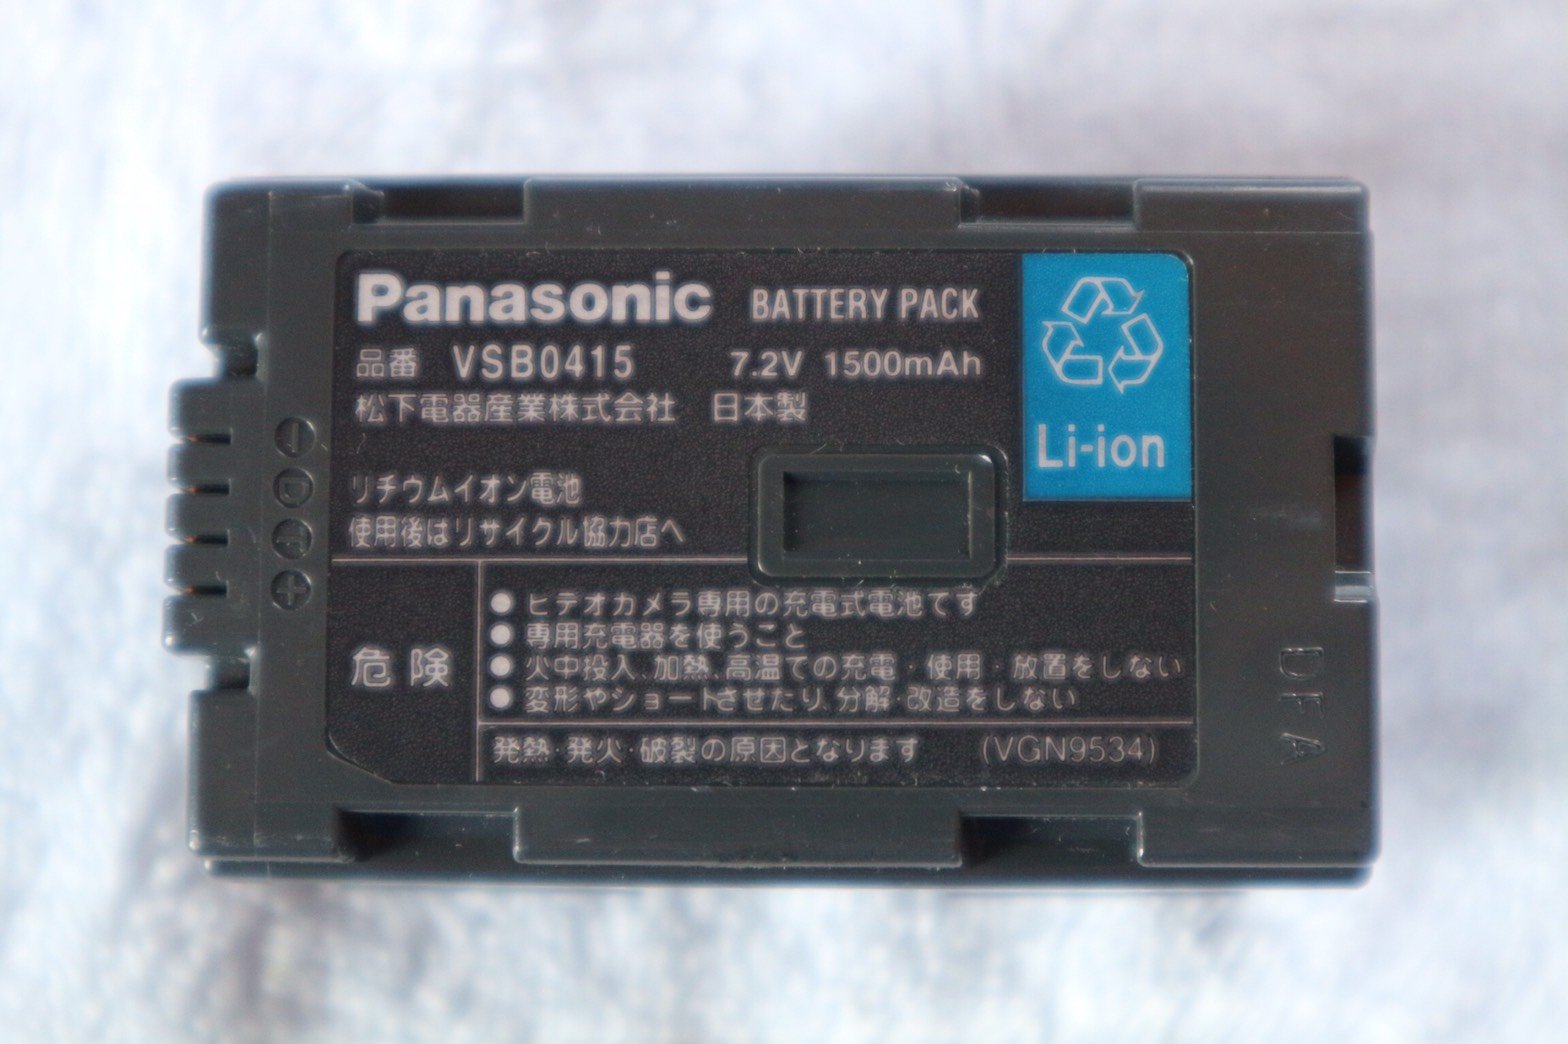 Panasonic BATTERY PACK
品番 VSB0415 7.2V 1500mAh
松下電器産業株式会社 日本製
Li-ion
リチウムイオン電池
使用後はリサイクル協力店へ
危険
●ビデオカメラ専用の充電式電池です
●専用充電器を使うこと
●火中投入、加熱、高温での充電・使用・放置をしない
●変形やショートさせたり、分解・改造をしない
発熱・発火・破裂の原因となります (VGN9534)
DFA